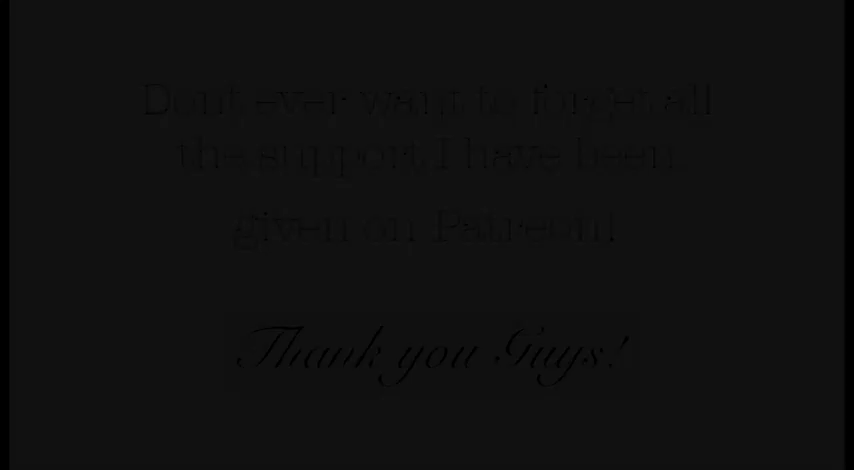 Dont ever want to forget all
the support I have been
given on Patreon!
Thank you Guys!